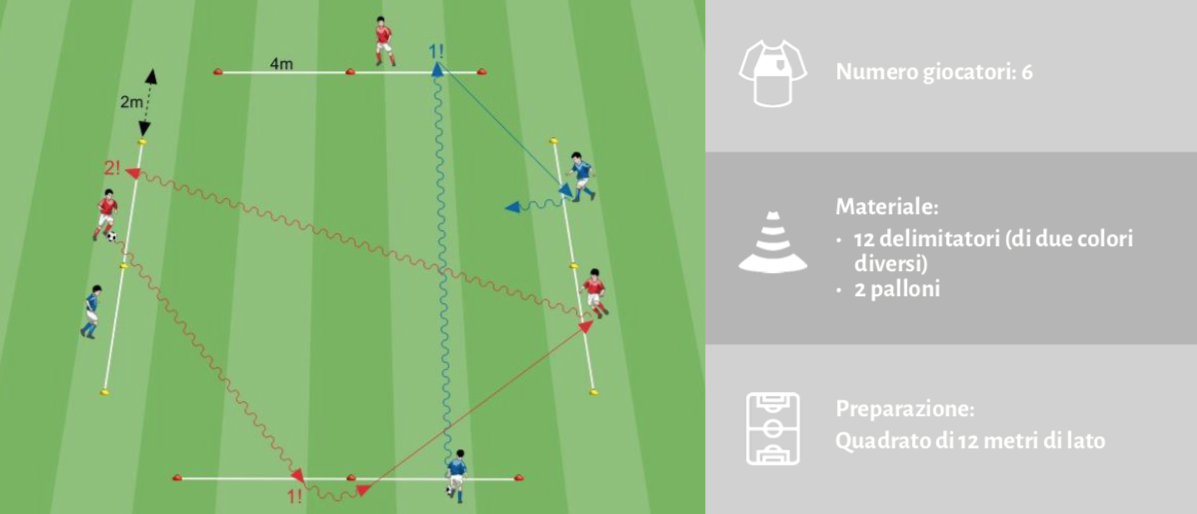 1!
4m
2m
2!
1!
Numero giocatori: 6
Materiale:
· 12 delimitatori (di due colori
diversi)
· 2 palloni
Preparazione:
Quadrato di 12 metri di lato